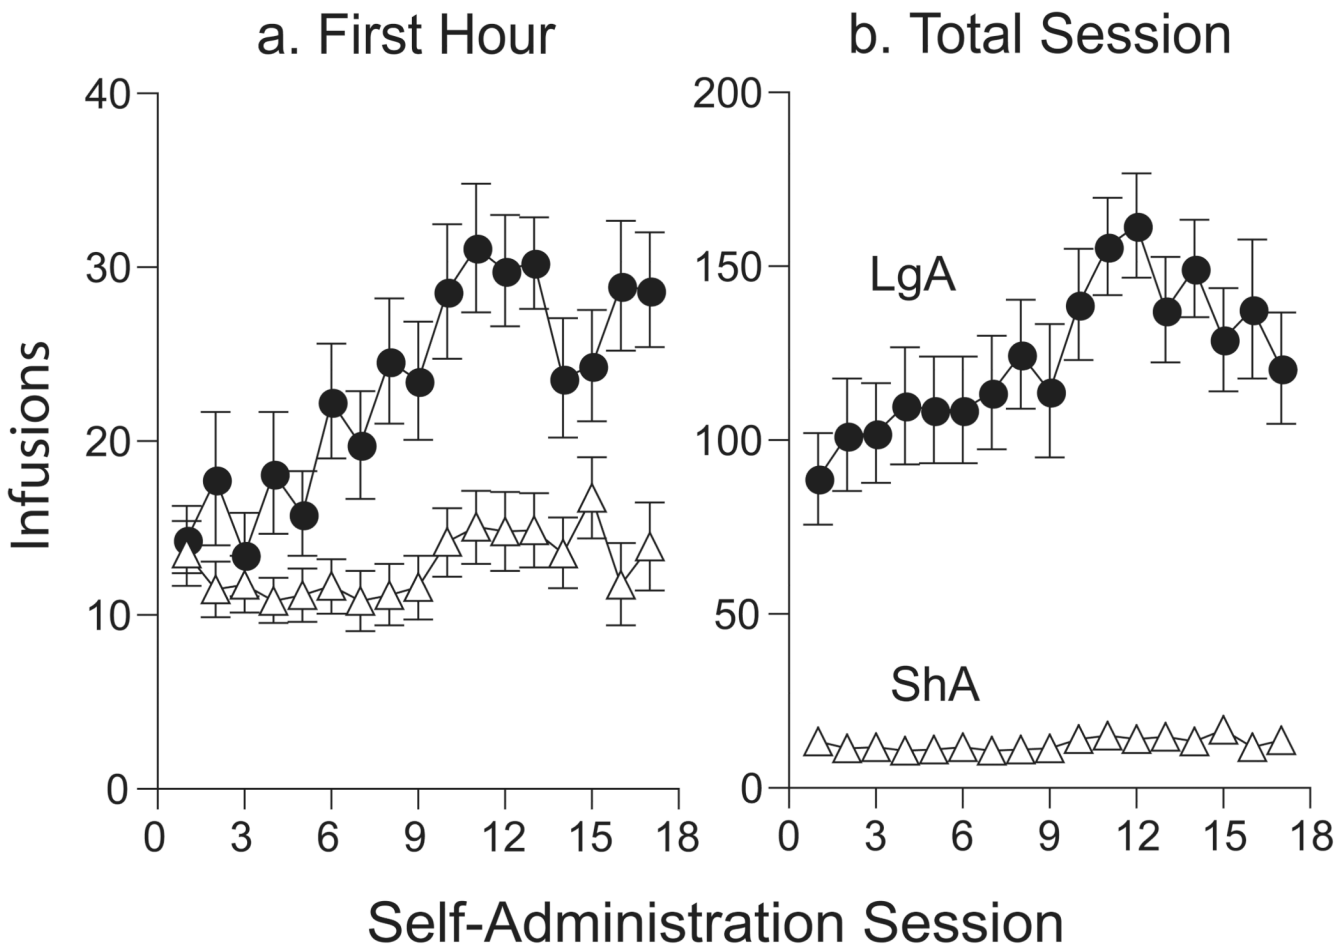 a. First Hour
b. Total Session
Infusions
40
30
20
10
0
0 3 6 9 12 15 18
200
150
100
50
0
LgA
ShA
0 3 6 9 12 15 18
Self-Administration Session